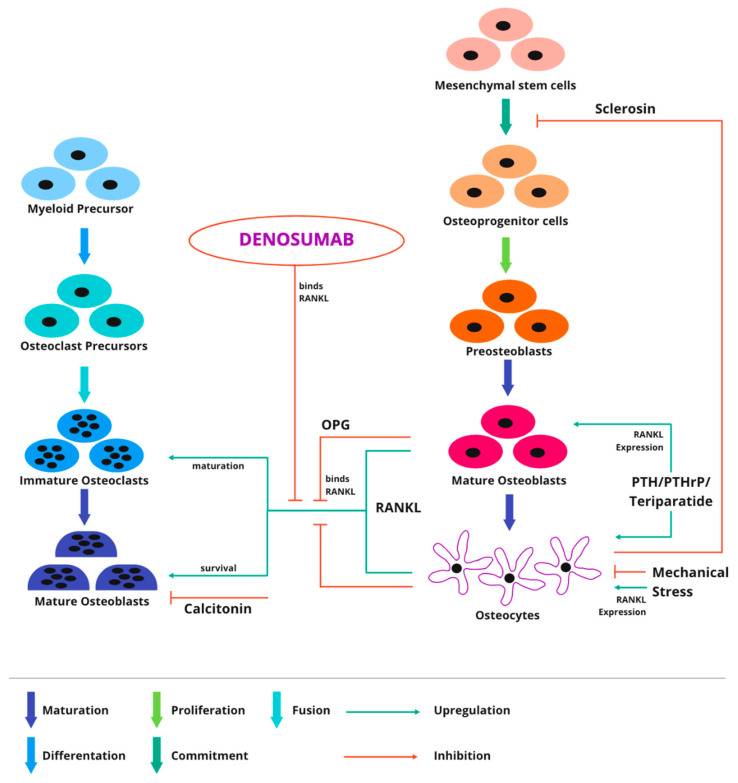 Mesenchymal stem cells
Sclerosin
Myeloid Precursor
Osteoprogenitor cells
DENOSUMAB
binds
RANKL
Osteoclast Precursors
Preosteoblasts
OPG
RANKL
Expression
maturation
Immature Osteoclasts
binds
RANKL
Mature Osteoblasts
PTH/PTHrP/
Teriparatide
RANKL
survival
Mature Osteoblasts
Calcitonin
Osteocytes
Mechanical
Stress
RANKL
Expression
Maturation
Proliferation
Fusion
Upregulation
Differentation
Commitment
Inhibition